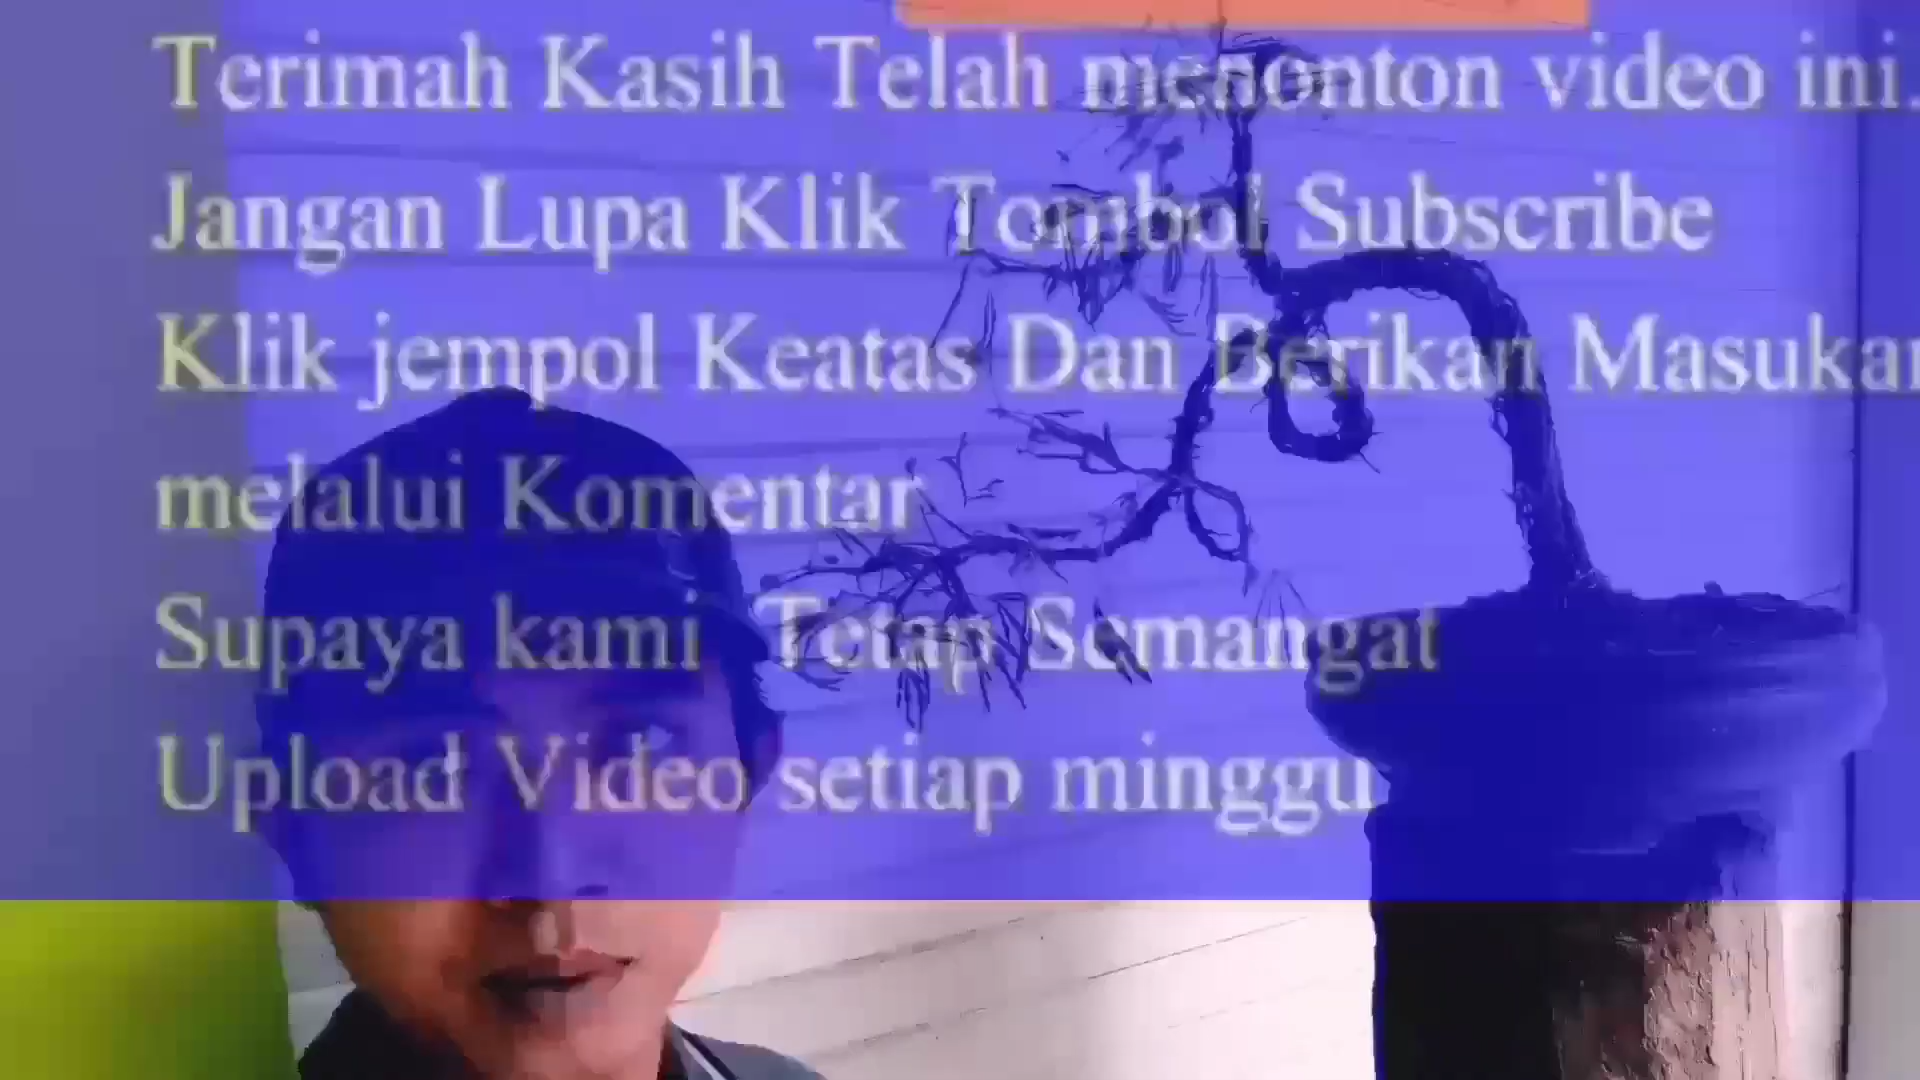 Terimah Kasih Telah menonton video ini.
Jangan Lupa Klik Tombol Subscribe
Klik jempol Keatas Dan Berikan Masukan
melalui Komentar
Supaya kami Tetap Semangat
Upload Video setiap minggu